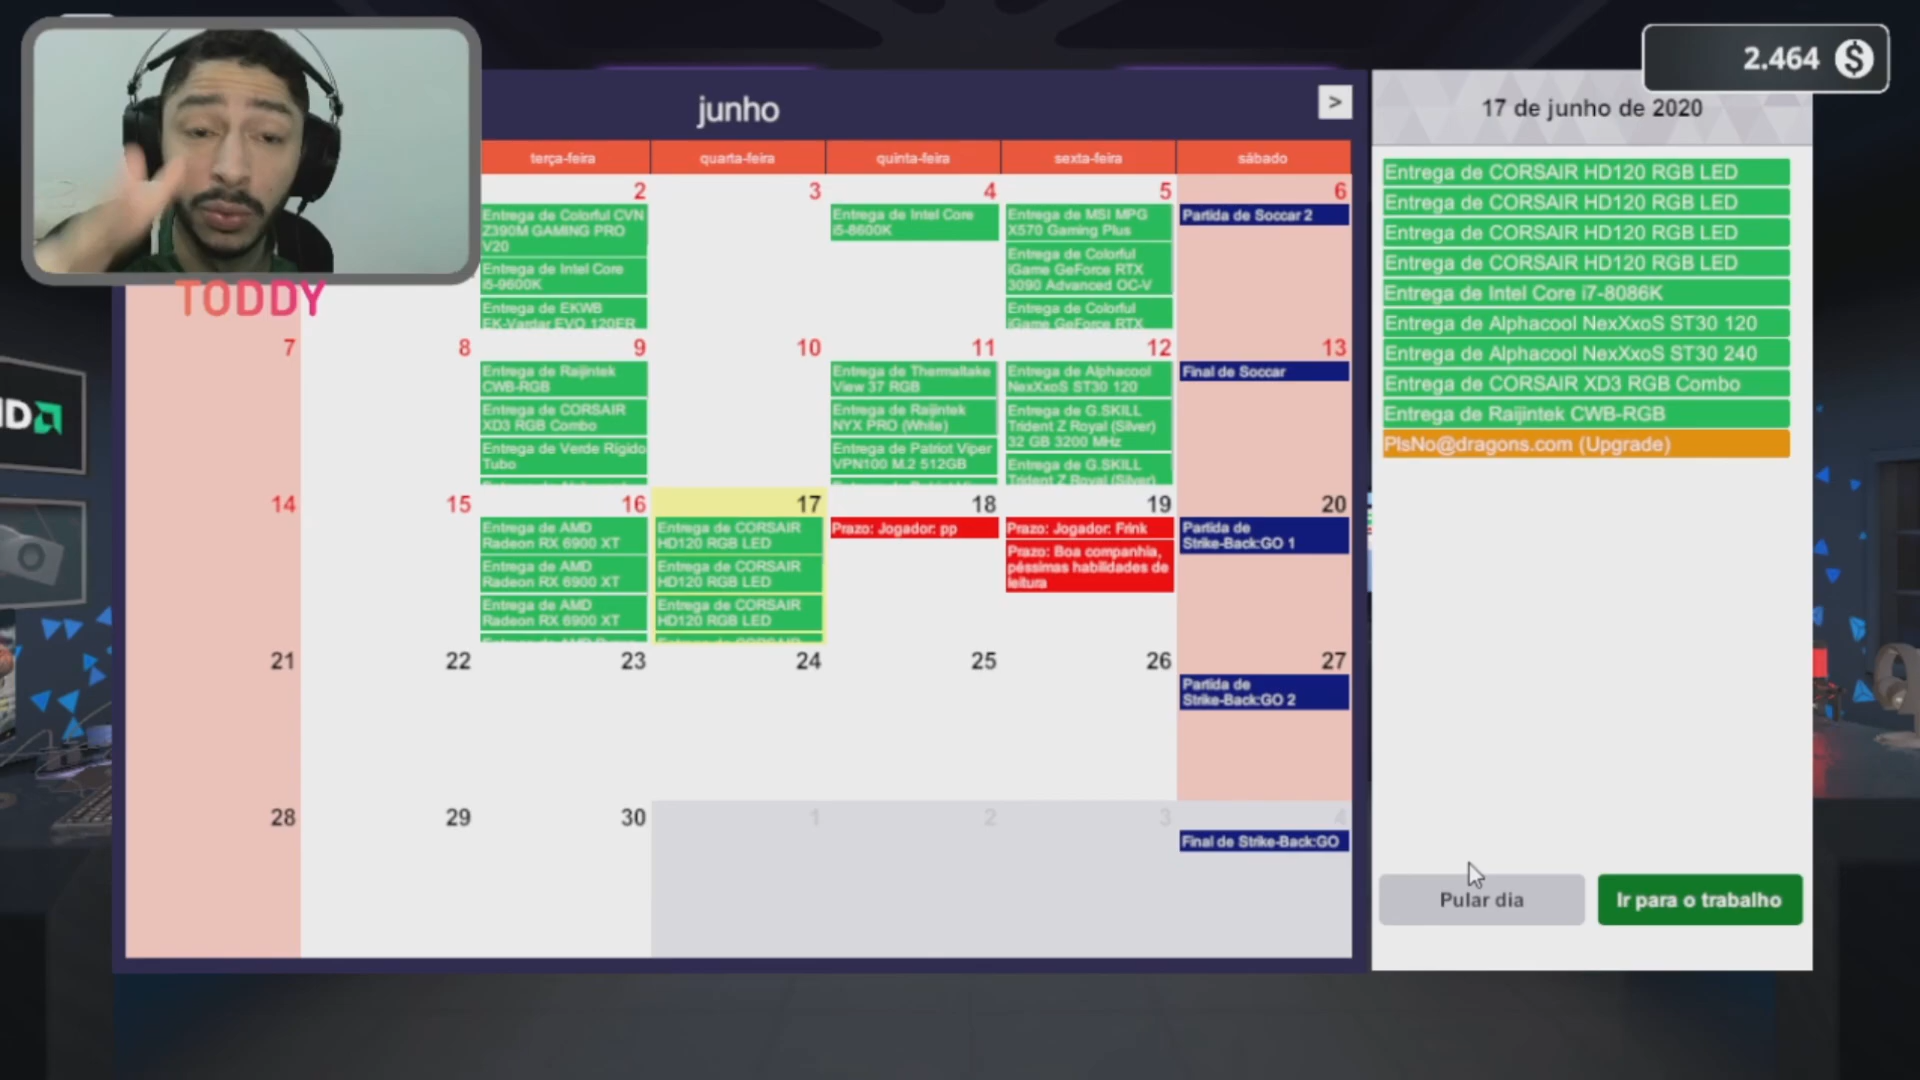 2.464
junho
>
17 de junho de 2020
terça-feira
quarta-feira
quinta-feira
sexta-feira
sábado
TODDY
2
Entrega de Colorful CVN
Z390M GAMING PRO
V20
Entrega de Intel Core
i5-9600K
Entrega de EKWB
EK-Vardar EVO 120ER
3
4
Entrega de Intel Core
i5-8600K
5
Entrega de MSI MPG
X570 Gaming Plus
Entrega de Colorful
iGame GeForce RTX
3090 Advanced OC-V
Entrega de Colorful
iGame GeForce RTX
6
Partida de Soccar 2
7
8
9
Entrega de Raijintek
CWB-RGB
Entrega de CORSAIR
XD3 RGB Combo
Entrega de Verde Rígido
Tubo
10
11
Entrega de Thermaltake
View 37 RGB
Entrega de Raijintek
NYX PRO (White)
Entrega de Patriot Viper
VPN100 M.2 512GB
12
Entrega de Alphacool
NexXxoS ST30 120
Entrega de G.SKILL
Trident Z Royal (Silver)
32 GB 3200 MHz
Entrega de G.SKILL
Trident Z Royal (Silver)
13
Final de Soccar
14
15
16
Entrega de AMD
Radeon RX 6900 XT
Entrega de AMD
Radeon RX 6900 XT
Entrega de AMD
Radeon RX 6900 XT
17
Entrega de CORSAIR
HD120 RGB LED
Entrega de CORSAIR
HD120 RGB LED
Entrega de CORSAIR
HD120 RGB LED
Entrega de CORSAIR
18
Prazo: Jogador: pp
19
Prazo: Jogador: Frink
Prazo: Boa companhia,
péssimas habilidades de
leitura
20
Partida de
Strike-Back:GO 1
21
22
23
24
25
26
27
Partida de
Strike-Back:GO 2
28
29
30
1
2
3
4
Final de Strike-Back:GO
Entrega de CORSAIR HD120 RGB LED
Entrega de CORSAIR HD120 RGB LED
Entrega de CORSAIR HD120 RGB LED
Entrega de CORSAIR HD120 RGB LED
Entrega de Intel Core i7-8086K
Entrega de Alphacool NexXxoS ST30 120
Entrega de Alphacool NexXxoS ST30 240
Entrega de CORSAIR XD3 RGB Combo
Entrega de Raijintek CWB-RGB
PlsNo@dragons.com (Upgrade)
Pular dia
Ir para o trabalho